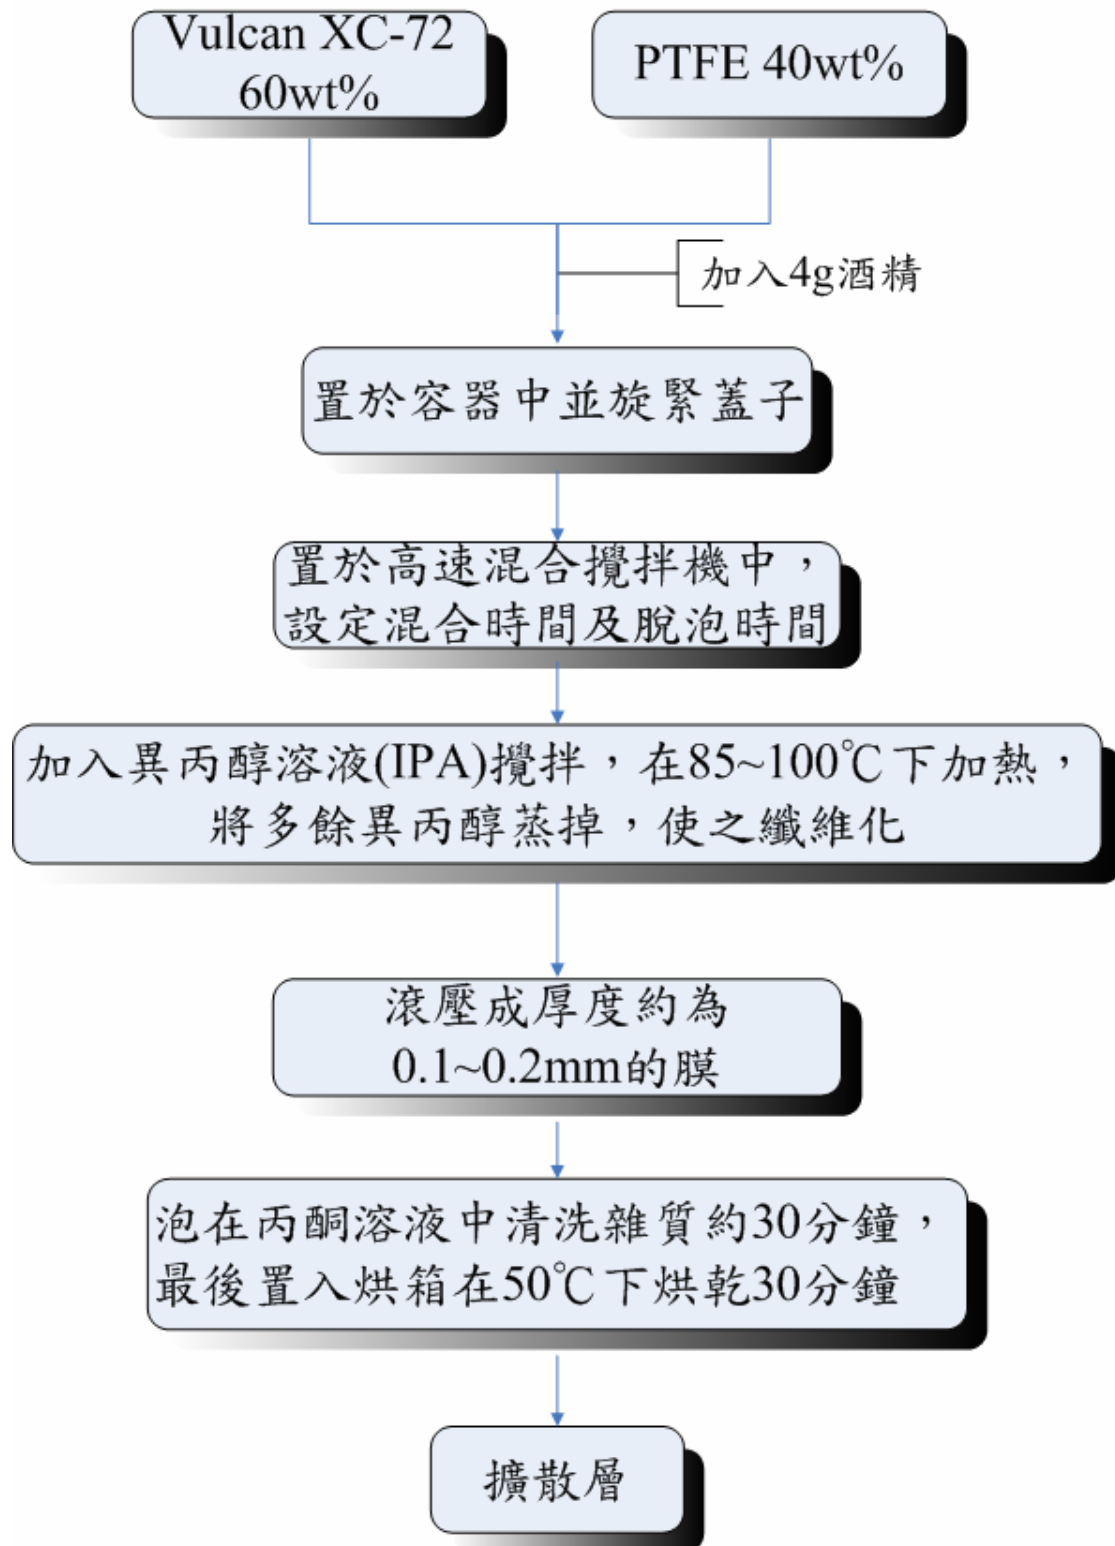 Vulcan XC-72
60wt%
PTFE 40wt%
加入4g酒精
置於容器中並旋緊蓋子
置於高速混合攪拌機中，
設定混合時間及脫泡時間
加入異丙醇溶液(IPA)攪拌，在85~100℃下加熱，
將多餘異丙醇蒸掉，使之纖維化
滾壓成厚度約為
0.1~0.2mm的膜
泡在丙酮溶液中清洗雜質約30分鐘，
最後置入烘箱在50℃下烘乾30分鐘
擴散層